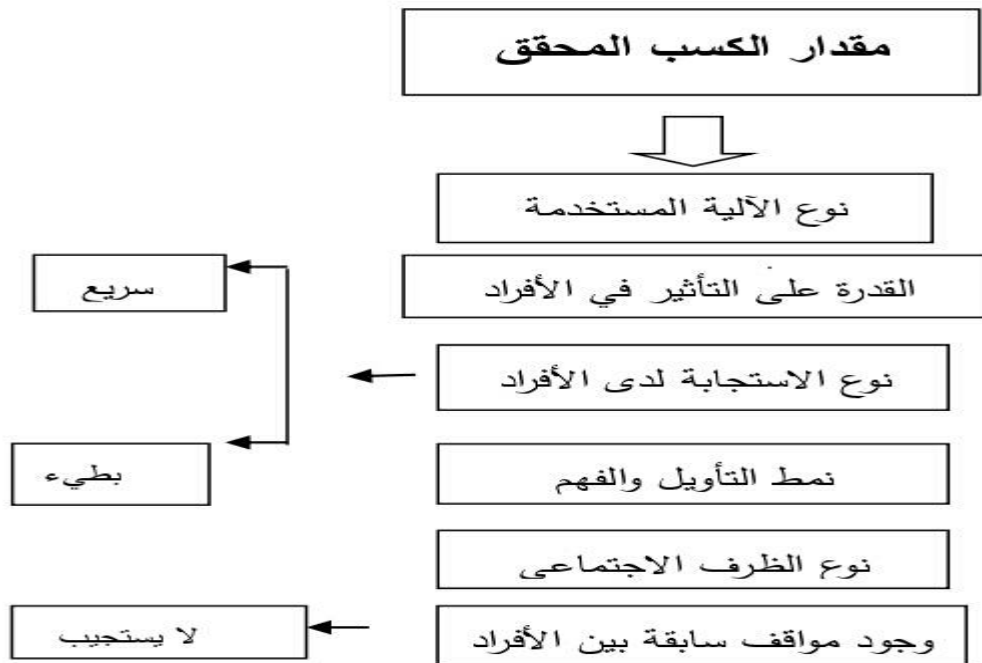 مقدار الكسب المحقق
نوع الآلية المستخدمة
القدرة على التأثير في الأفراد
سريع
نوع الاستجابة لدى الأفراد
نمط التأويل والفهم
بطيء
نوع الظرف الاجتماعى
وجود مواقف سابقة بين الأفراد
لا يستجيب